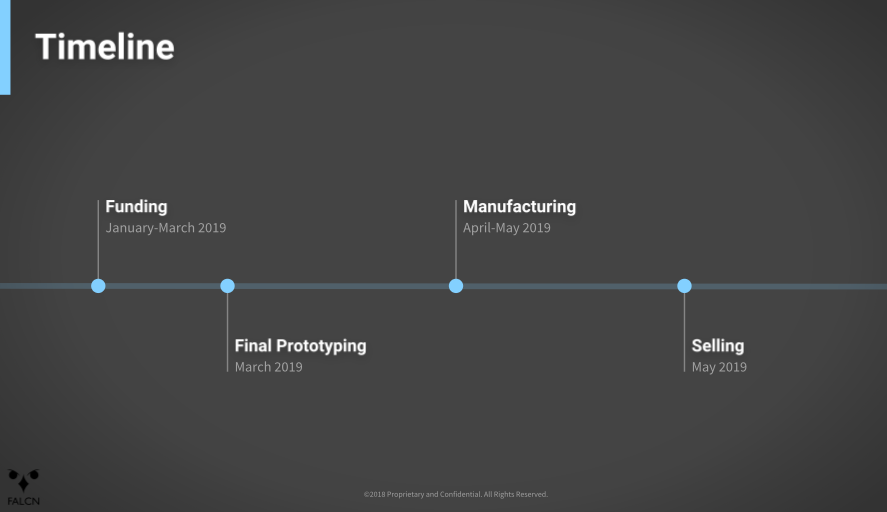 Timeline
Funding
January-March 2019
Manufacturing
April-May 2019
Final Prototyping
March 2019
Selling
May 2019
FALCN
©2018 Proprietary and Confidential. All Rights Reserved.